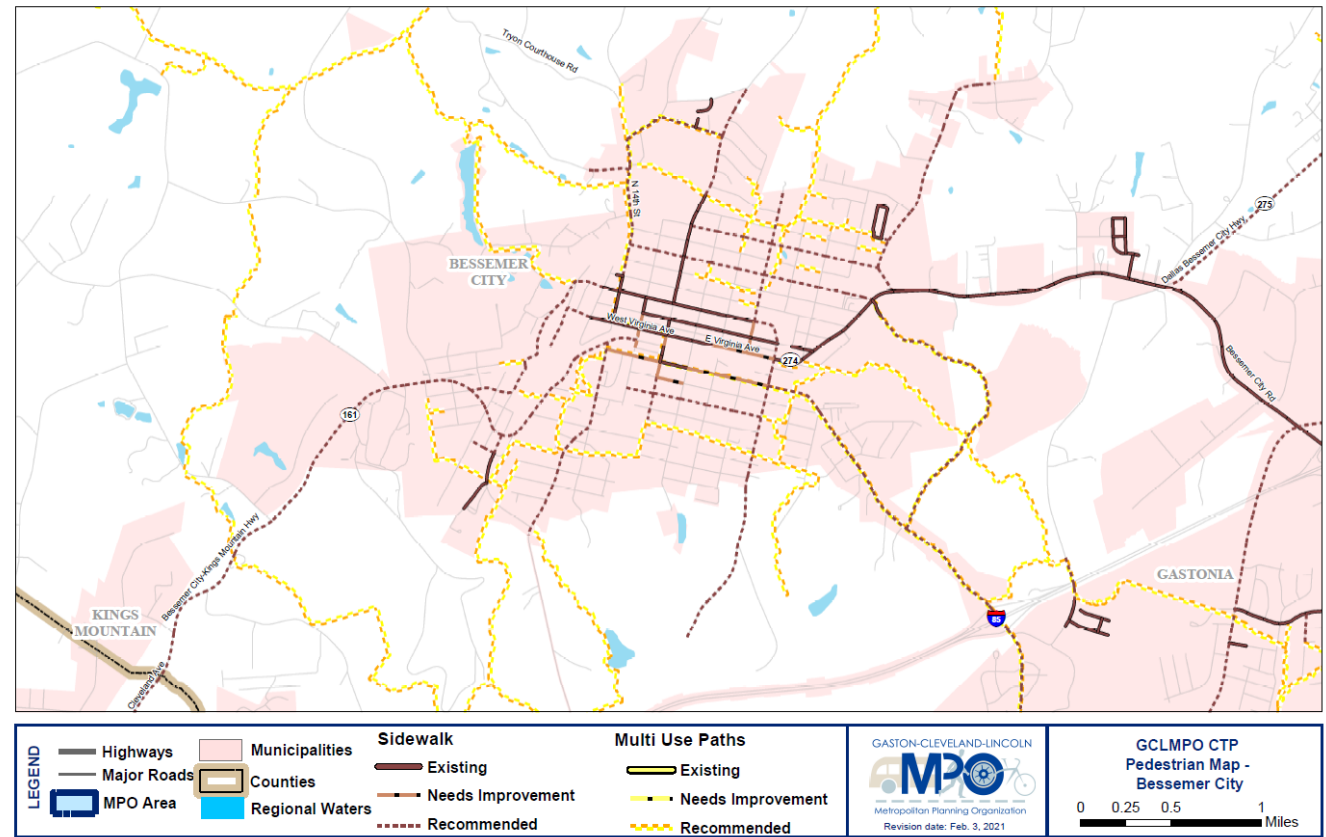 Tryon Courthouse Rd
N 14th St
275
Dallas Bessemer City Hwy
BESSEMER
CITY
West Virginia Ave
E Virginia Ave
274
Bessemer City Rd
161
Bessemer City-Kings Mountain Hwy
GASTONIA
KINGS
MOUNTAIN
85
Cleveland Ave
LEGEND
Highways
Major Roads
MPO Area
Municipalities
Counties
Regional Waters
Sidewalk
Existing
Needs Improvement
Recommended
Multi Use Paths
Existing
Needs Improvement
Recommended
GASTON-CLEVELAND-LINCOLN
MPO
Metropolitan Planning Organization
Revision date: Feb. 3, 2021
GCLMPO CTP
Pedestrian Map -
Bessemer City
0 0.25 0.5 1
Miles